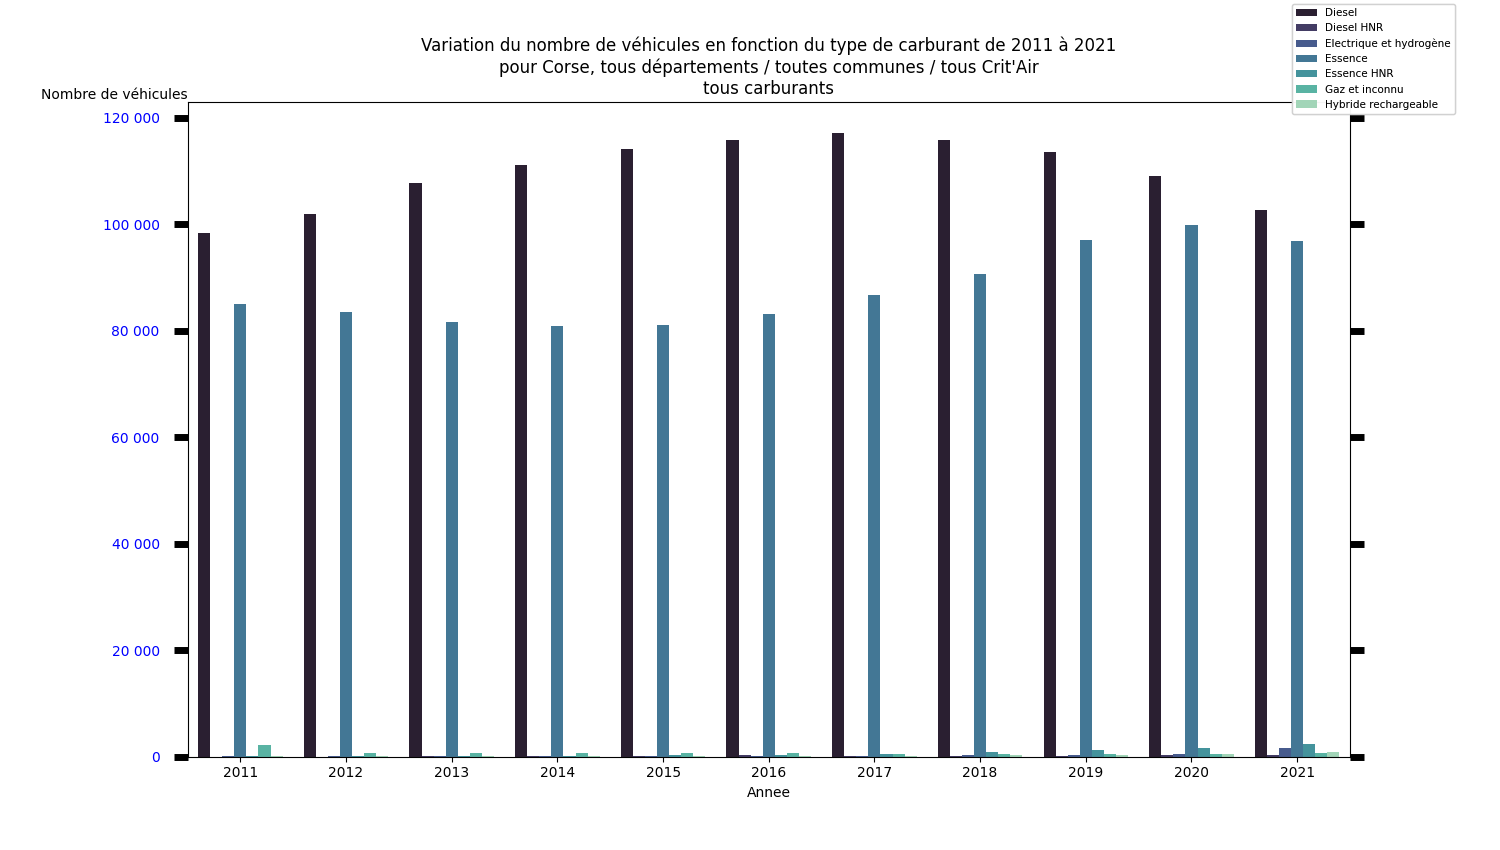 Variation du nombre de véhicules en fonction du type de carburant de 2011 à 2021
pour Corse, tous départements / toutes communes / tous Crit'Air
tous carburants
Diesel
Diesel HNR
Electrique et hydrogène
Essence
Essence HNR
Gaz et inconnu
Hybride rechargeable
Nombre de véhicules
120 000
100 000
80 000
60 000
40 000
20 000
0
2011 2012 2013 2014 2015 2016 2017 2018 2019 2020 2021
Annee